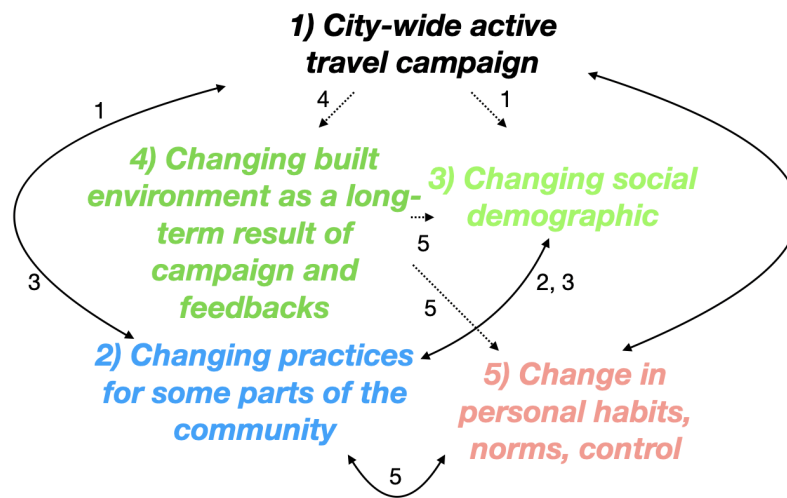 1) City-wide active
travel campaign
1
4
1
4) Changing built
environment as a long-
term result of
campaign and
feedbacks
3) Changing social
demographic
5
3
2, 3
5
2) Changing practices
for some parts of the
community
5) Change in
personal habits,
norms, control
5